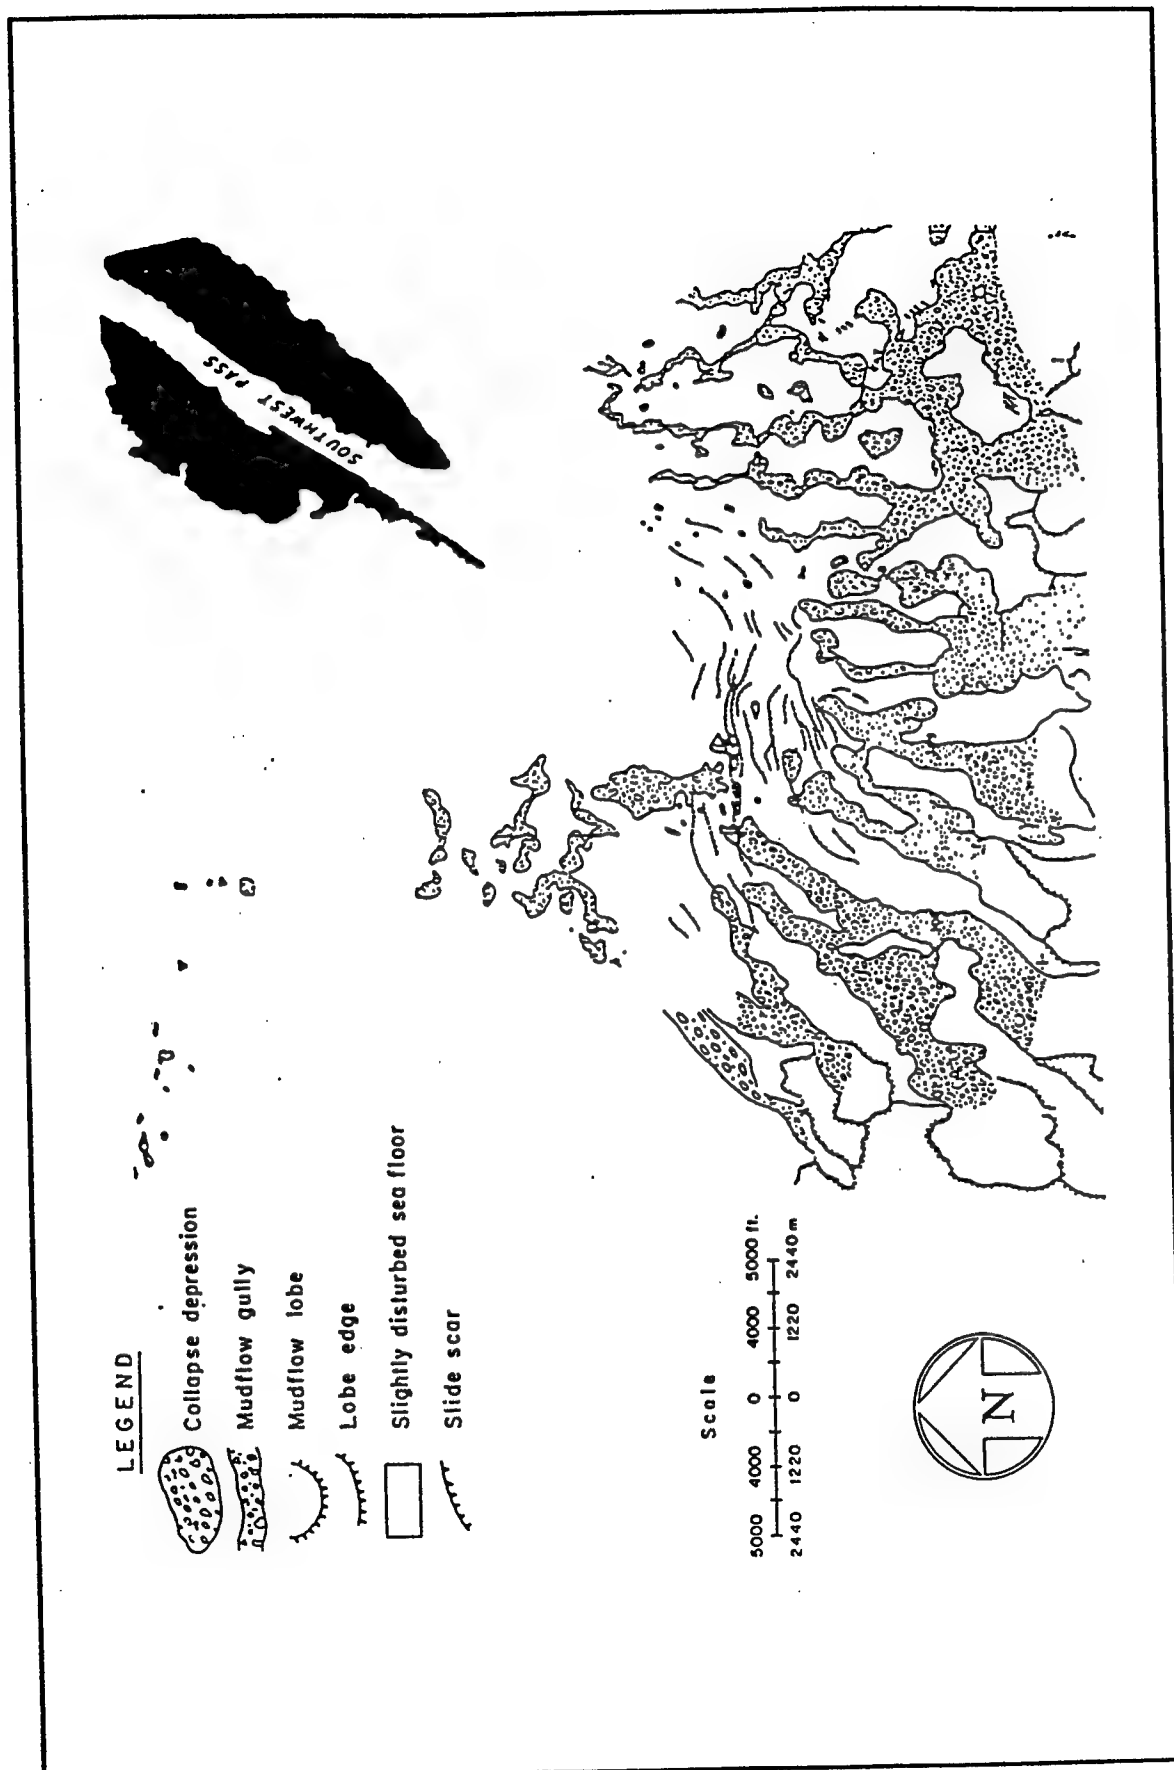 SOUTHWEST PASS
LEGEND
Collapse depression
Mudflow gully
Mudflow lobe
Lobe edge
Slightly disturbed sea floor
Slide scar
Scale
5000 4000 0 4000 5000 ft.
2440 1220 0 1220 2440 m
N